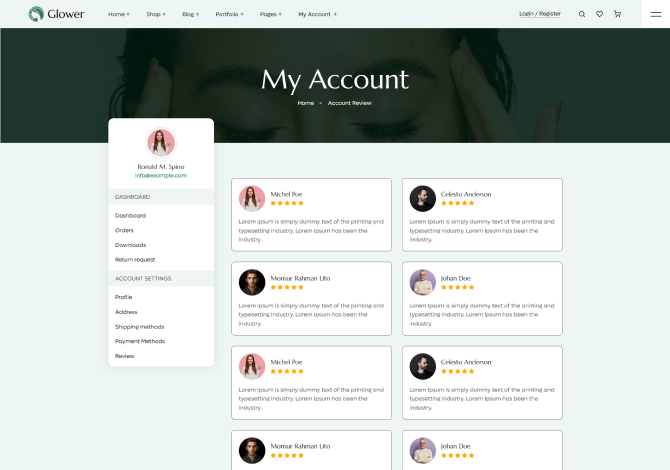 Glower
Home + Shop + Blog + Portfolio + Pages + My Account + Login / Register
My Account
Home Account Review
Ronald M. Spino
info@example.com
DASHBOARD
Dashboard
Orders
Downloads
Return request
ACCOUNT SETTINGS
Profile
Address
Shipping methods
Payment Methods
Review
Michel Poe
Lorem Ipsum is simply dummy text of the printing and
typesetting industry. Lorem Ipsum has been the
industry.
Celesto Anderson
Lorem Ipsum is simply dummy text of the printing and
typesetting industry. Lorem Ipsum has been the
industry.
Monsur Rahman Lito
Lorem Ipsum is simply dummy text of the printing and
typesetting industry. Lorem Ipsum has been the
industry.
Johan Doe
Lorem Ipsum is simply dummy text of the printing and
typesetting industry. Lorem Ipsum has been the
industry.
Michel Poe
Lorem Ipsum is simply dummy text of the printing and
typesetting industry. Lorem Ipsum has been the
industry.
Celesto Anderson
Lorem Ipsum is simply dummy text of the printing and
typesetting industry. Lorem Ipsum has been the
industry.
Monsur Rahman Lito
Johan Doe